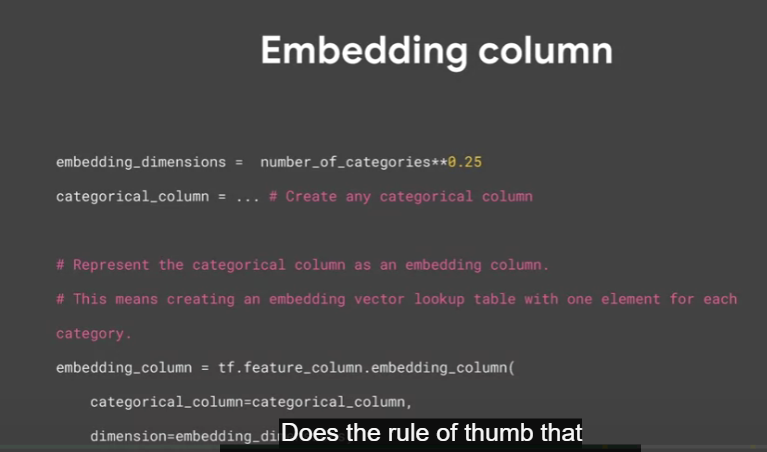 Embedding column
embedding_dimensions =  number_of_categories**0.25
categorical_column = ... # Create any categorical column
# Represent the categorical column as an embedding column.
# This means creating an embedding vector lookup table with one element for each
category.
embedding_column = tf.feature_column.embedding_column(
    categorical_column=categorical_column,
    dimension=embedding_di
Does the rule of thumb that